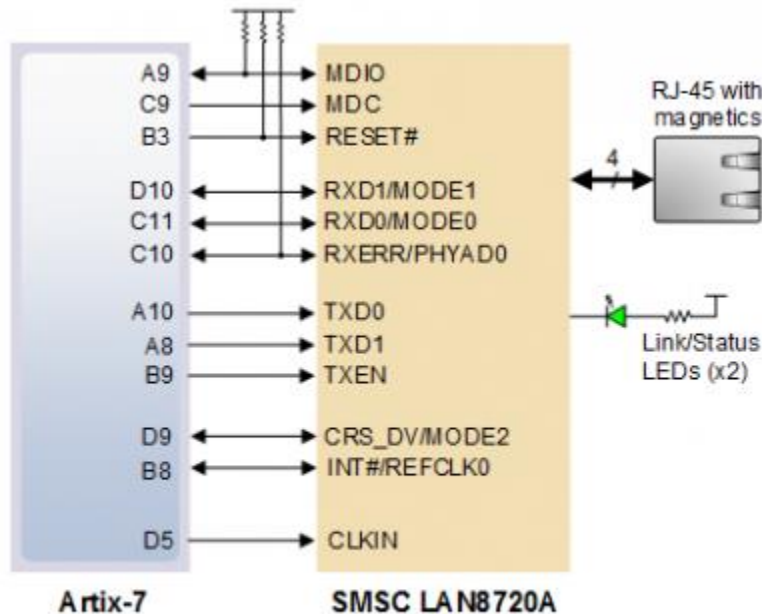 A9 MDIO
C9 MDC
B3 RESET#
D10 RXD1/MODE1
C11 RXD0/MODE0
C10 RXERR/PHYAD0
A10 TXD0
A8 TXD1
B9 TXEN
D9 CRS_DV/MODE2
B8 INT#/REFCLK0
D5 CLKIN
Artix-7
SMSC LAN8720A
4
RJ-45 with
magnetics
Link/Status
LEDs (x2)